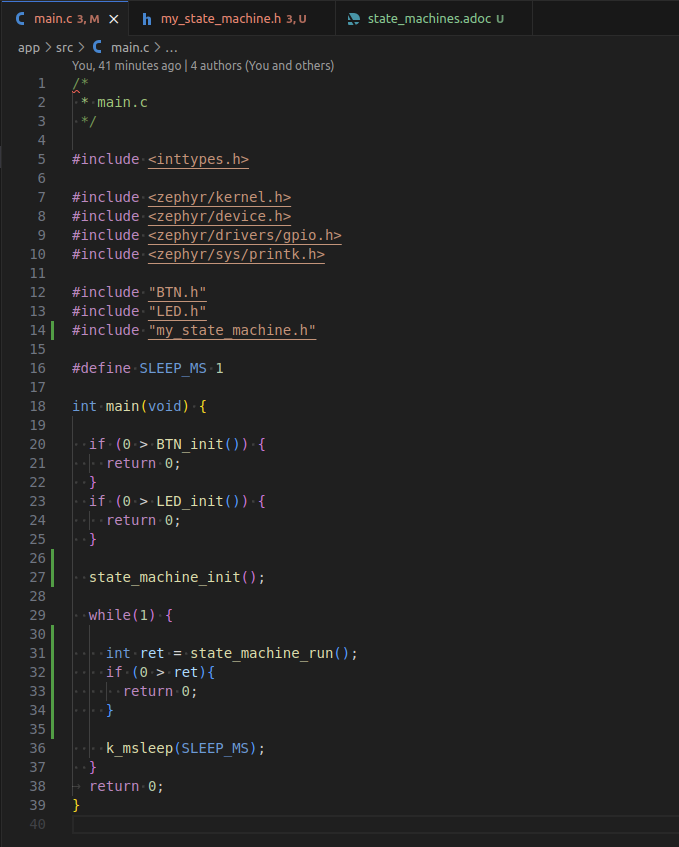 main.c 3, M
my_state_machine.h 3, U
state_machines.adoc U
app > src > main.c > ...
You, 41 minutes ago | 4 authors (You and others)
1 /*
2  * main.c
3  */
4
5 #include <inttypes.h>
6
7 #include <zephyr/kernel.h>
8 #include <zephyr/device.h>
9 #include <zephyr/drivers/gpio.h>
10 #include <zephyr/sys/printk.h>
11
12 #include "BTN.h"
13 #include "LED.h"
14 #include "my_state_machine.h"
15
16 #define SLEEP_MS 1
17
18 int main(void) {
19
20   if (0 > BTN_init()) {
21     return 0;
22   }
23   if (0 > LED_init()) {
24     return 0;
25   }
26
27   state_machine_init();
28
29   while(1) {
30
31     int ret = state_machine_run();
32     if (0 > ret){
33       return 0;
34     }
35
36     k_msleep(SLEEP_MS);
37   }
38   return 0;
39 }
40